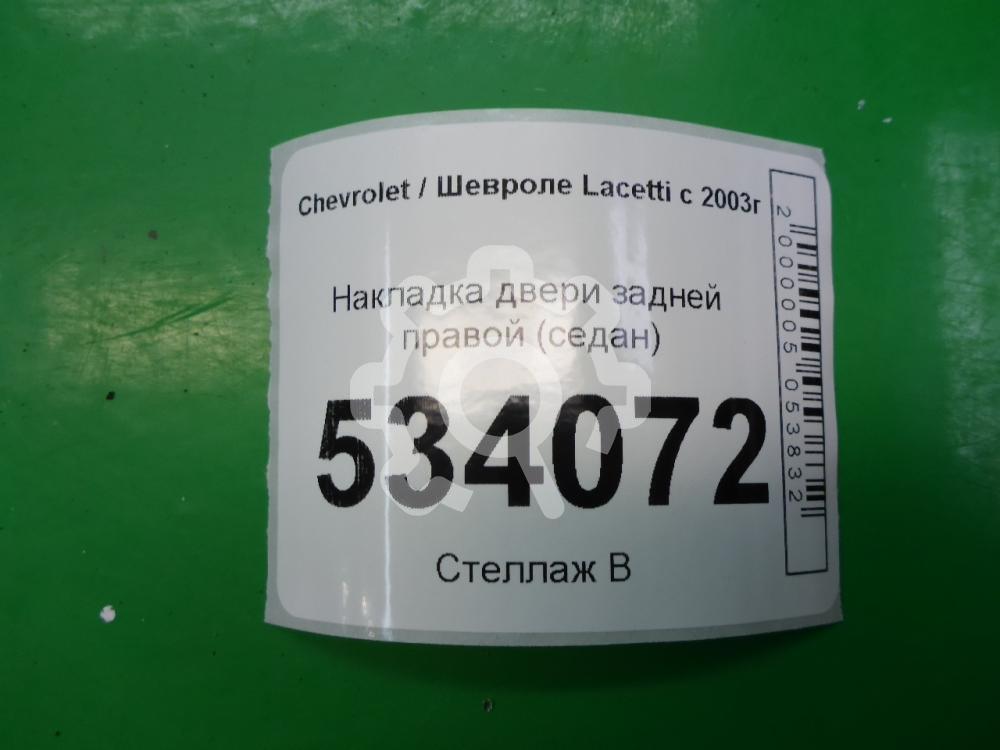 Chevrolet / Шевроле Lacetti с 2003г
Накладка двери задней
правой (седан)
534072
Стеллаж В
2000005053832